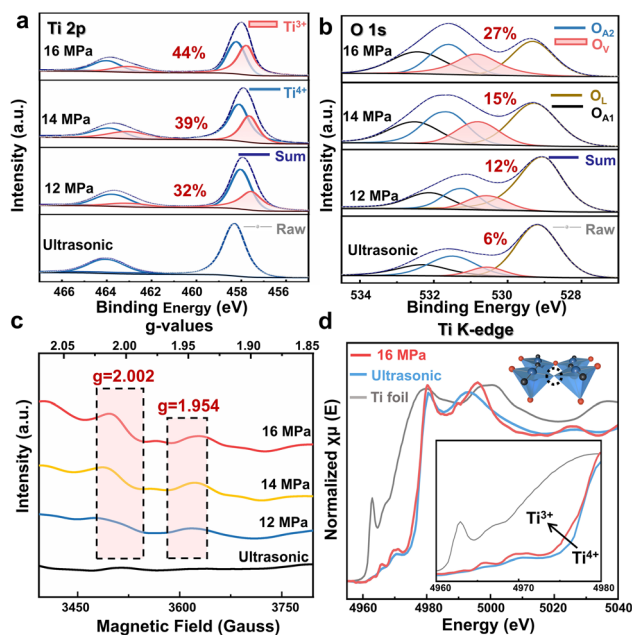 a
Ti 2p
Ti3+
16 MPa
44%
Ti4+
14 MPa
39%
Sum
12 MPa
32%
Raw
Ultrasonic
466
464
462
460
458
456
Binding Energy (eV)
Intensity (a.u.)
b
O 1s
27%
OA2
OV
16 MPa
15%
OL
OA1
14 MPa
12%
Sum
12 MPa
Raw
Ultrasonic
6%
534
532
530
528
Binding Energy (eV)
Intensity (a.u.)
c
g-values
2.05
2.00
1.95
1.90
1.85
g=2.002
g=1.954
16 MPa
14 MPa
12 MPa
Ultrasonic
3450
3600
3750
Magnetic Field (Gauss)
Intensity (a.u.)
d
Ti K-edge
16 MPa
Ultrasonic
Ti foil
Ti3+
Ti4+
4960
4970
4980
4960
4980
5000
5020
5040
Energy (eV)
Normalized χμ (E)